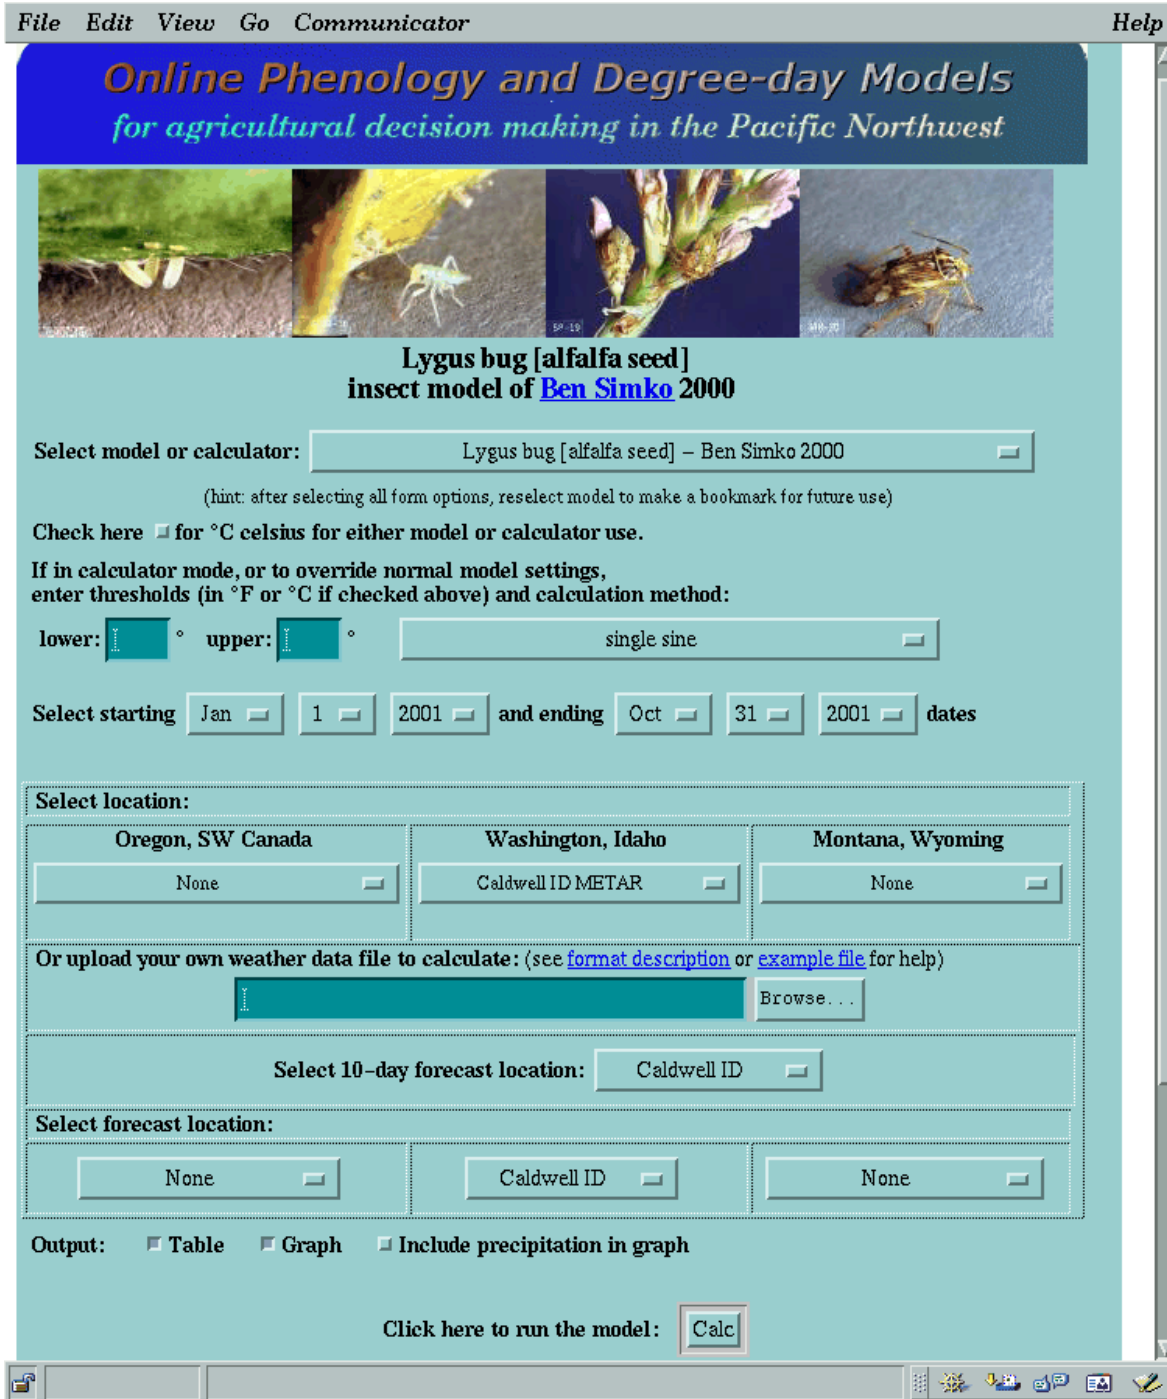 File Edit View Go Communicator Help
Online Phenology and Degree-day Models
for agricultural decision making in the Pacific Northwest
SP-19
Lygus bug [alfalfa seed]
insect model of Ben Simko 2000
Select model or calculator: Lygus bug [alfalfa seed] – Ben Simko 2000
(hint: after selecting all form options, reselect model to make a bookmark for future use)
Check here for °C celsius for either model or calculator use.
If in calculator mode, or to override normal model settings,
enter thresholds (in °F or °C if checked above) and calculation method:
lower: ° upper: ° single sine
Select starting Jan 1 2001 and ending Oct 31 2001 dates
Select location:
Oregon, SW Canada Washington, Idaho Montana, Wyoming
None Caldwell ID METAR None
Or upload your own weather data file to calculate: (see format description or example file for help)
Browse...
Select 10-day forecast location: Caldwell ID
Select forecast location:
None Caldwell ID None
Output: Table Graph Include precipitation in graph
Click here to run the model: Calc